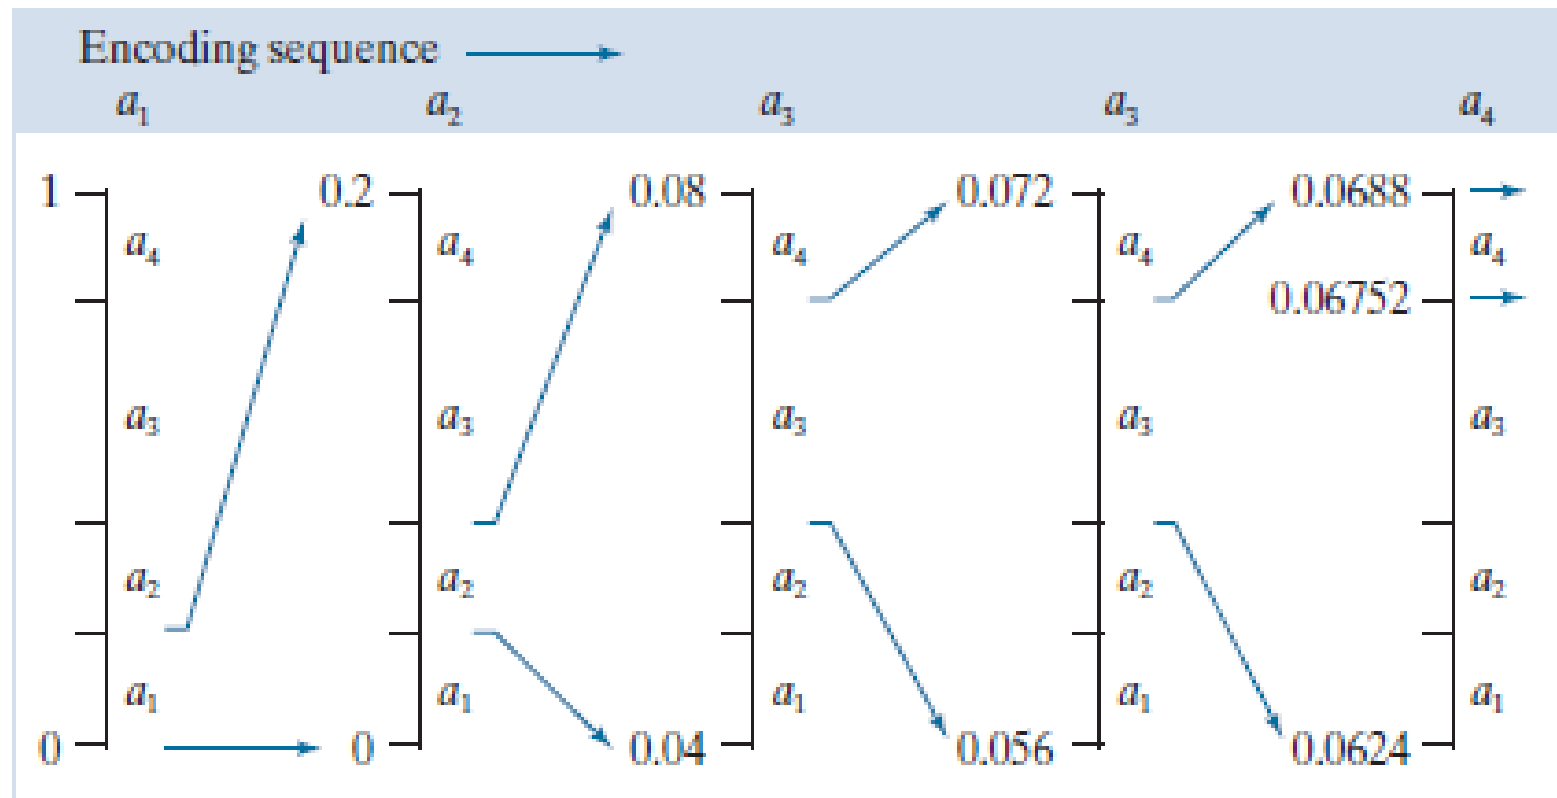 Encoding sequence
a₁ a₂ a₃ a₃ a₄
1 0.2 0.08 0.072 0.0688
a₄ a₄ a₄ a₄ a₄
0.06752
a₃ a₃ a₃ a₃ a₃
a₂ a₂ a₂ a₂ a₂
a₁ a₁ a₁ a₁ a₁
0 0 0.04 0.056 0.0624